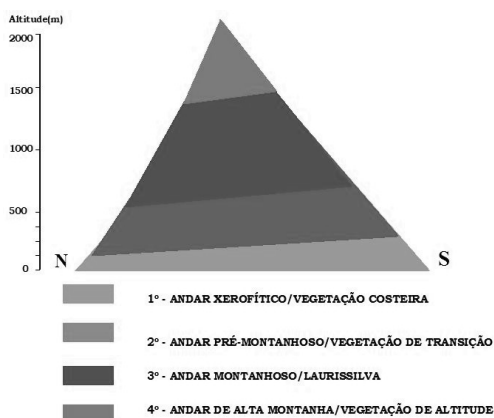 Altitude(m)
2000
1500
1000
500
0
N
S
1º - ANDAR XEROFÍTICO/VEGETAÇÃO COSTEIRA
2º - ANDAR PRÉ-MONTANHOSO/VEGETAÇÃO DE TRANSIÇÃO
3º - ANDAR MONTANHOSO/LAURISSILVA
4º - ANDAR DE ALTA MONTANHA/VEGETAÇÃO DE ALTITUDE